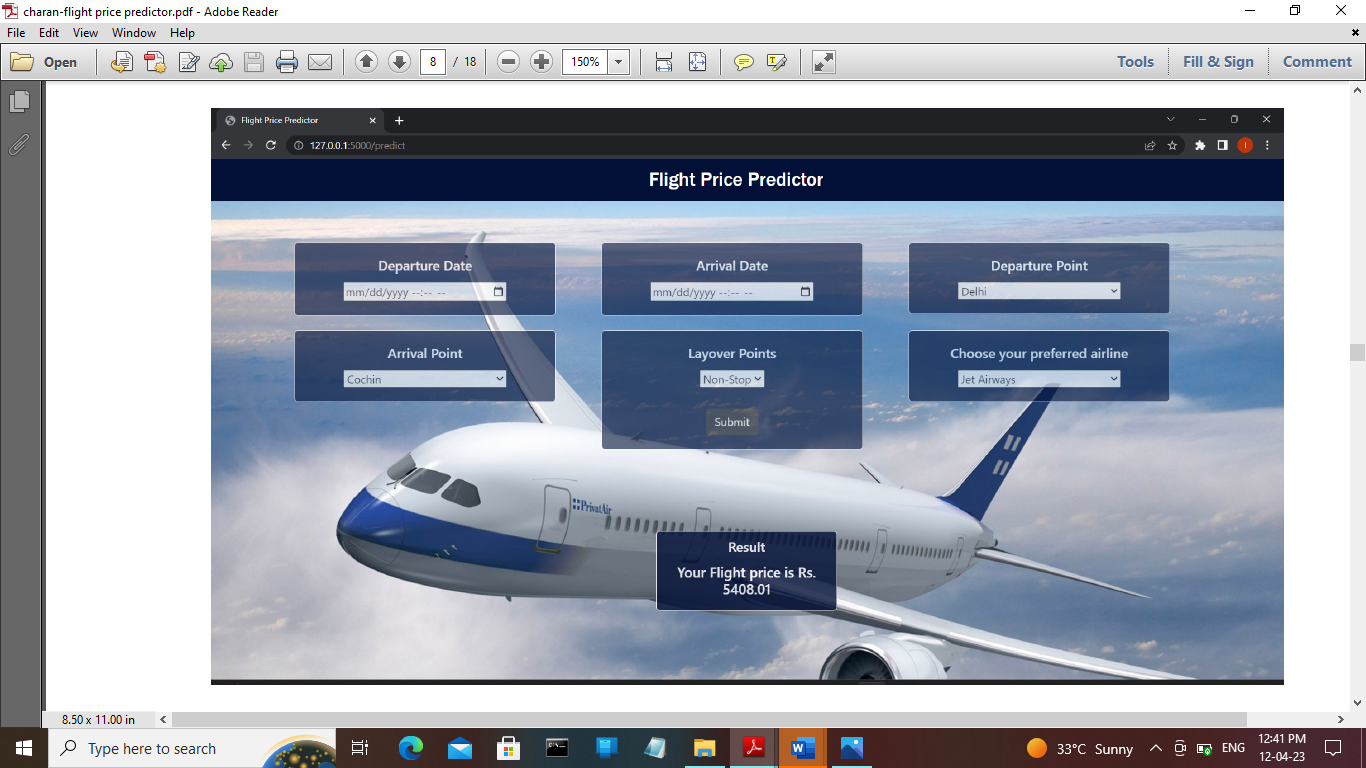 charan-flight price predictor.pdf - Adobe Reader
File Edit View Window Help
Open 8 / 18 150% Tools Fill & Sign Comment
Flight Price Predictor
127.0.0.1:5000/predict
Flight Price Predictor
Departure Date Arrival Date Departure Point
mm/dd/yyyy --:-- -- mm/dd/yyyy --:-- -- Delhi
Arrival Point Layover Points Choose your preferred airline
Cochin Non-Stop Jet Airways
Submit
PrivatAir
Result
Your Flight price is Rs.
5408.01
8.50 x 11.00 in
Type here to search 33°C Sunny ENG 12:41 PM
12-04-23